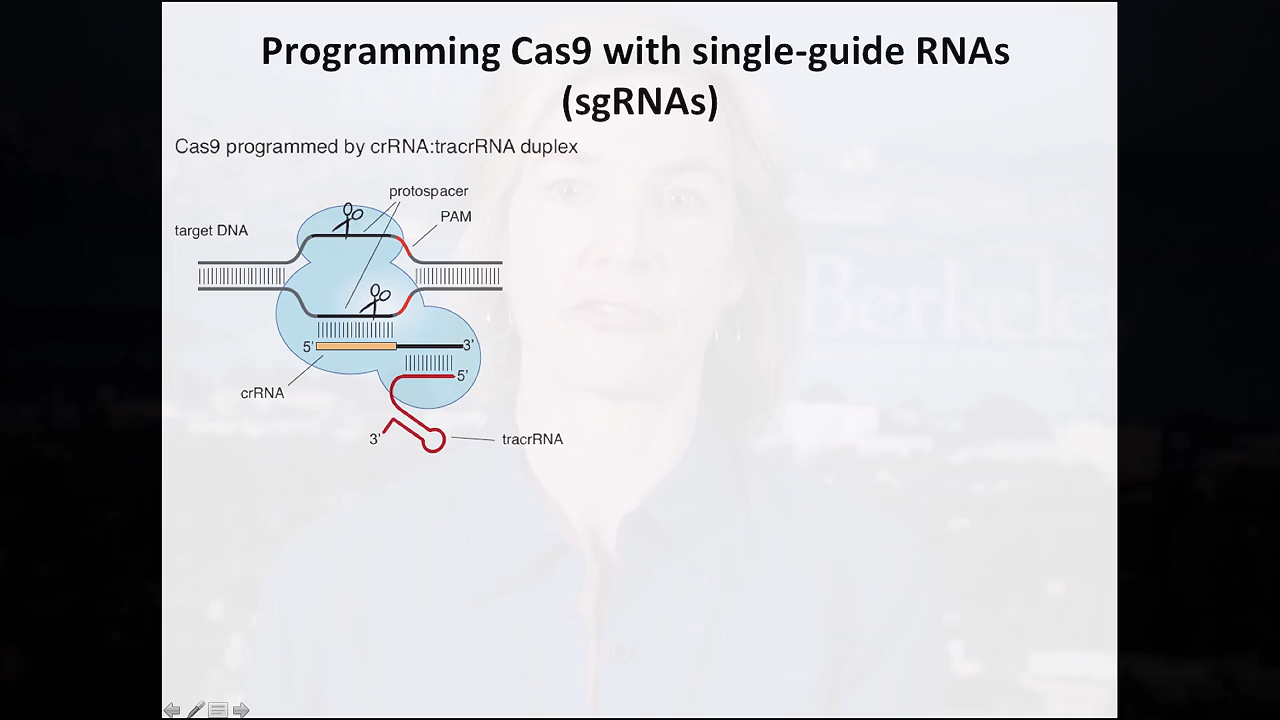 Programming Cas9 with single-guide RNAs
(sgRNAs)
Cas9 programmed by crRNA:tracrRNA duplex
protospacer
PAM
target DNA
5'
3'
5'
crRNA
3'
tracrRNA
Berkeley